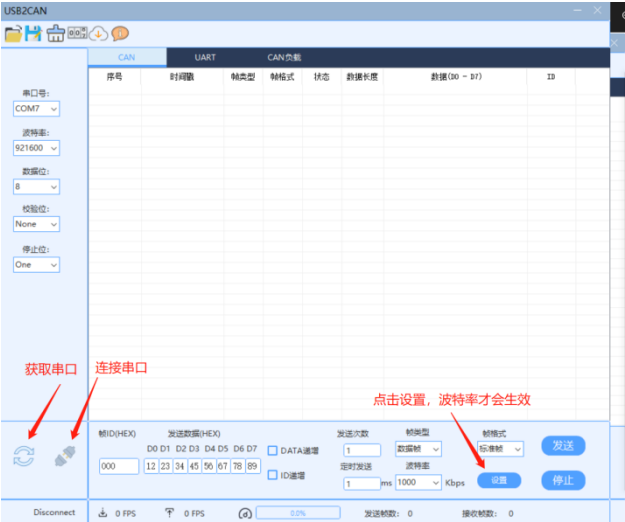 USB2CAN
CAN UART CAN负载
序号 时间戳 帧类型 帧格式 状态 数据长度 数据(D0 - D7) ID
串口号:
COM7
波特率:
921600
数据位:
8
校验位:
None
停止位:
One
获取串口 连接串口
点击设置，波特率才会生效
帧ID(HEX) 发送数据(HEX) 发送次数 帧类型 帧格式
D0 D1 D2 D3 D4 D5 D6 D7 DATA递增 1 数据帧 标准帧 发送
000 12 23 34 45 56 67 78 89 ID递增 定时发送 波特率
1 ms 1000 Kbps 设置 停止
Disconnect 0 FPS 0 FPS 0.0% 发送帧数: 0 接收帧数: 0